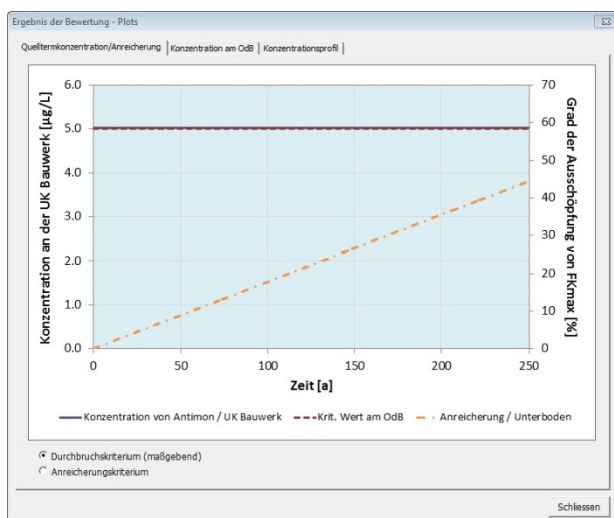 Ergebnis der Bewertung - Plots
Quelltermkonzentration/Anreicherung | Konzentration am OdB | Konzentrationsprofil
Konzentration an der UK Bauwerk [µg/L]
6.0
5.0
4.0
3.0
2.0
1.0
0.0
70
60
50
40
30
20
10
0
Grad der Ausschöpfung von FKmax [%]
0 50 100 150 200 250
Zeit [a]
Konzentration von Antimon / UK Bauwerk Krit. Wert am OdB Anreicherung / Unterboden
Durchbruchskriterium (maßgebend)
Anreicherungskriterium
Schliessen